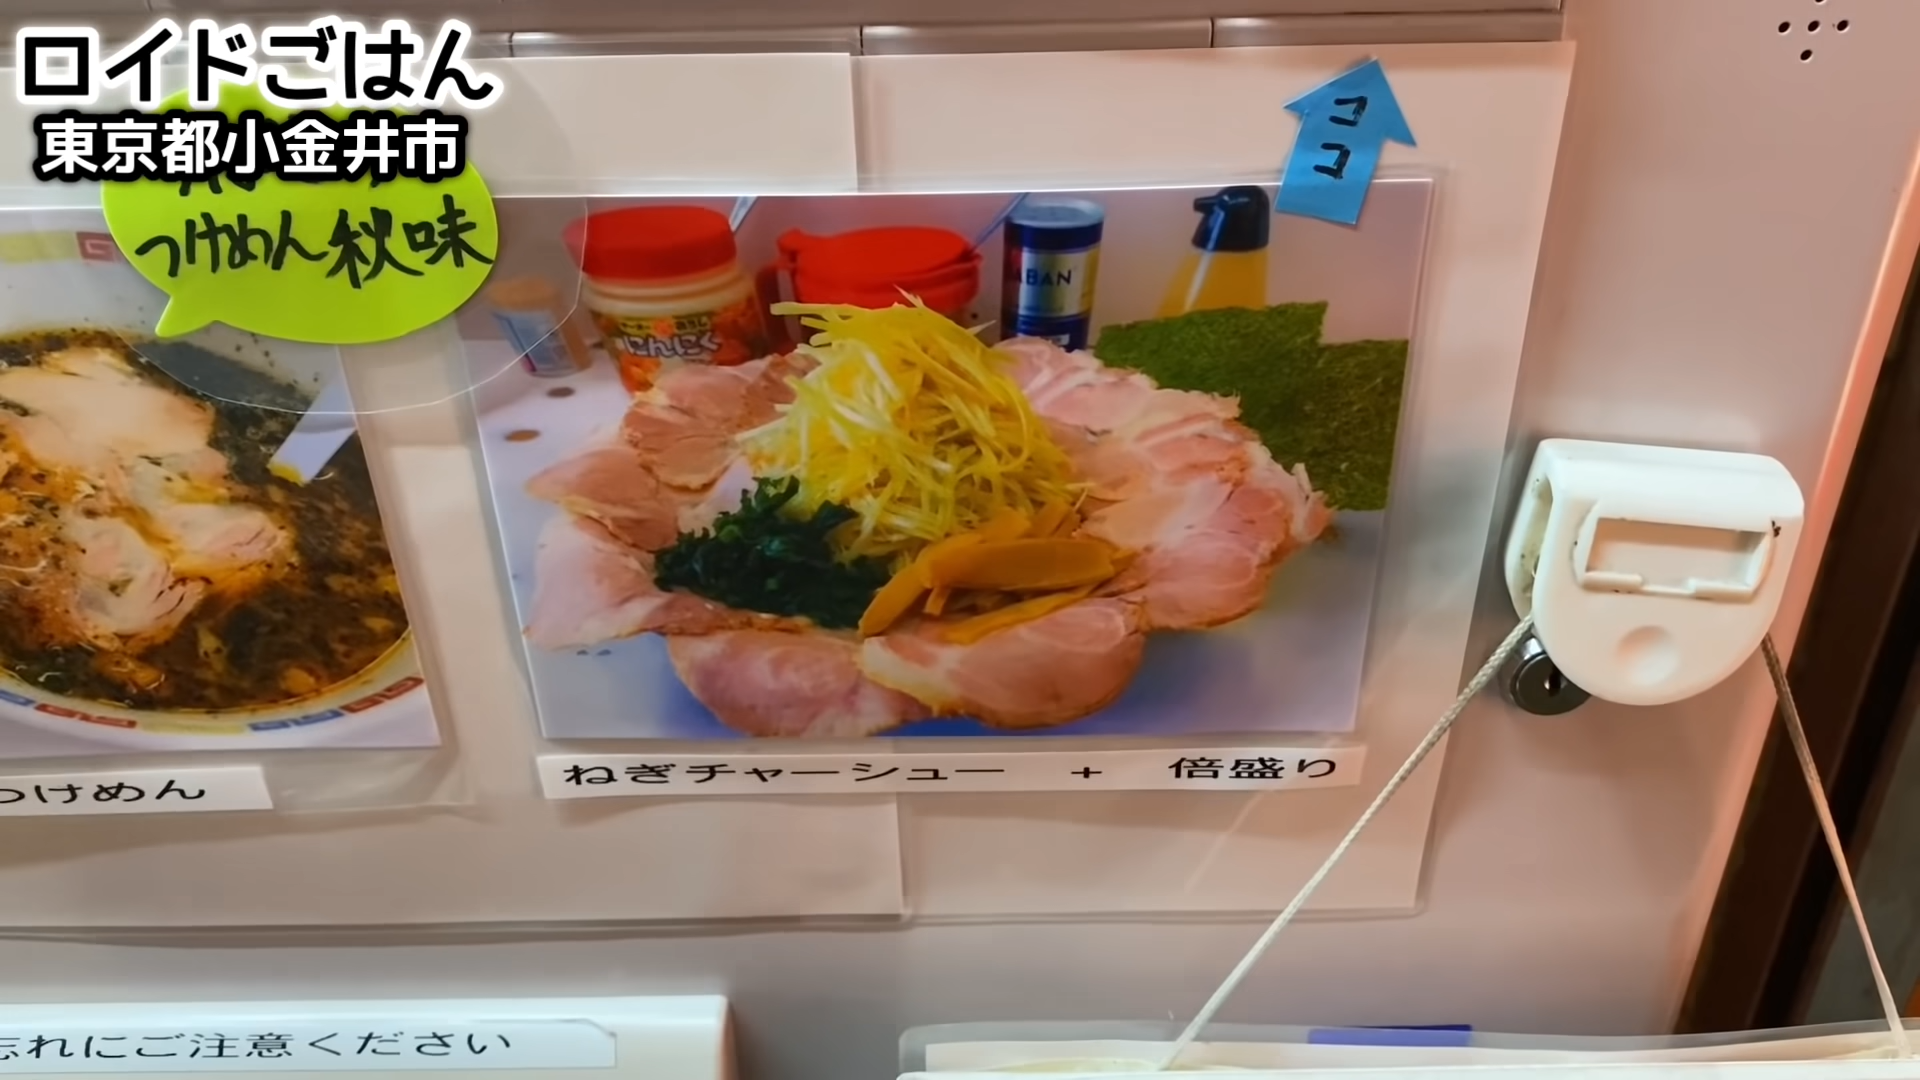 ロイドごはん
東京都小金井市
つけめん秋味
ココ
にんにく
ABAN
つけめん
ねぎチャーシュー + 倍盛り
忘れにご注意ください